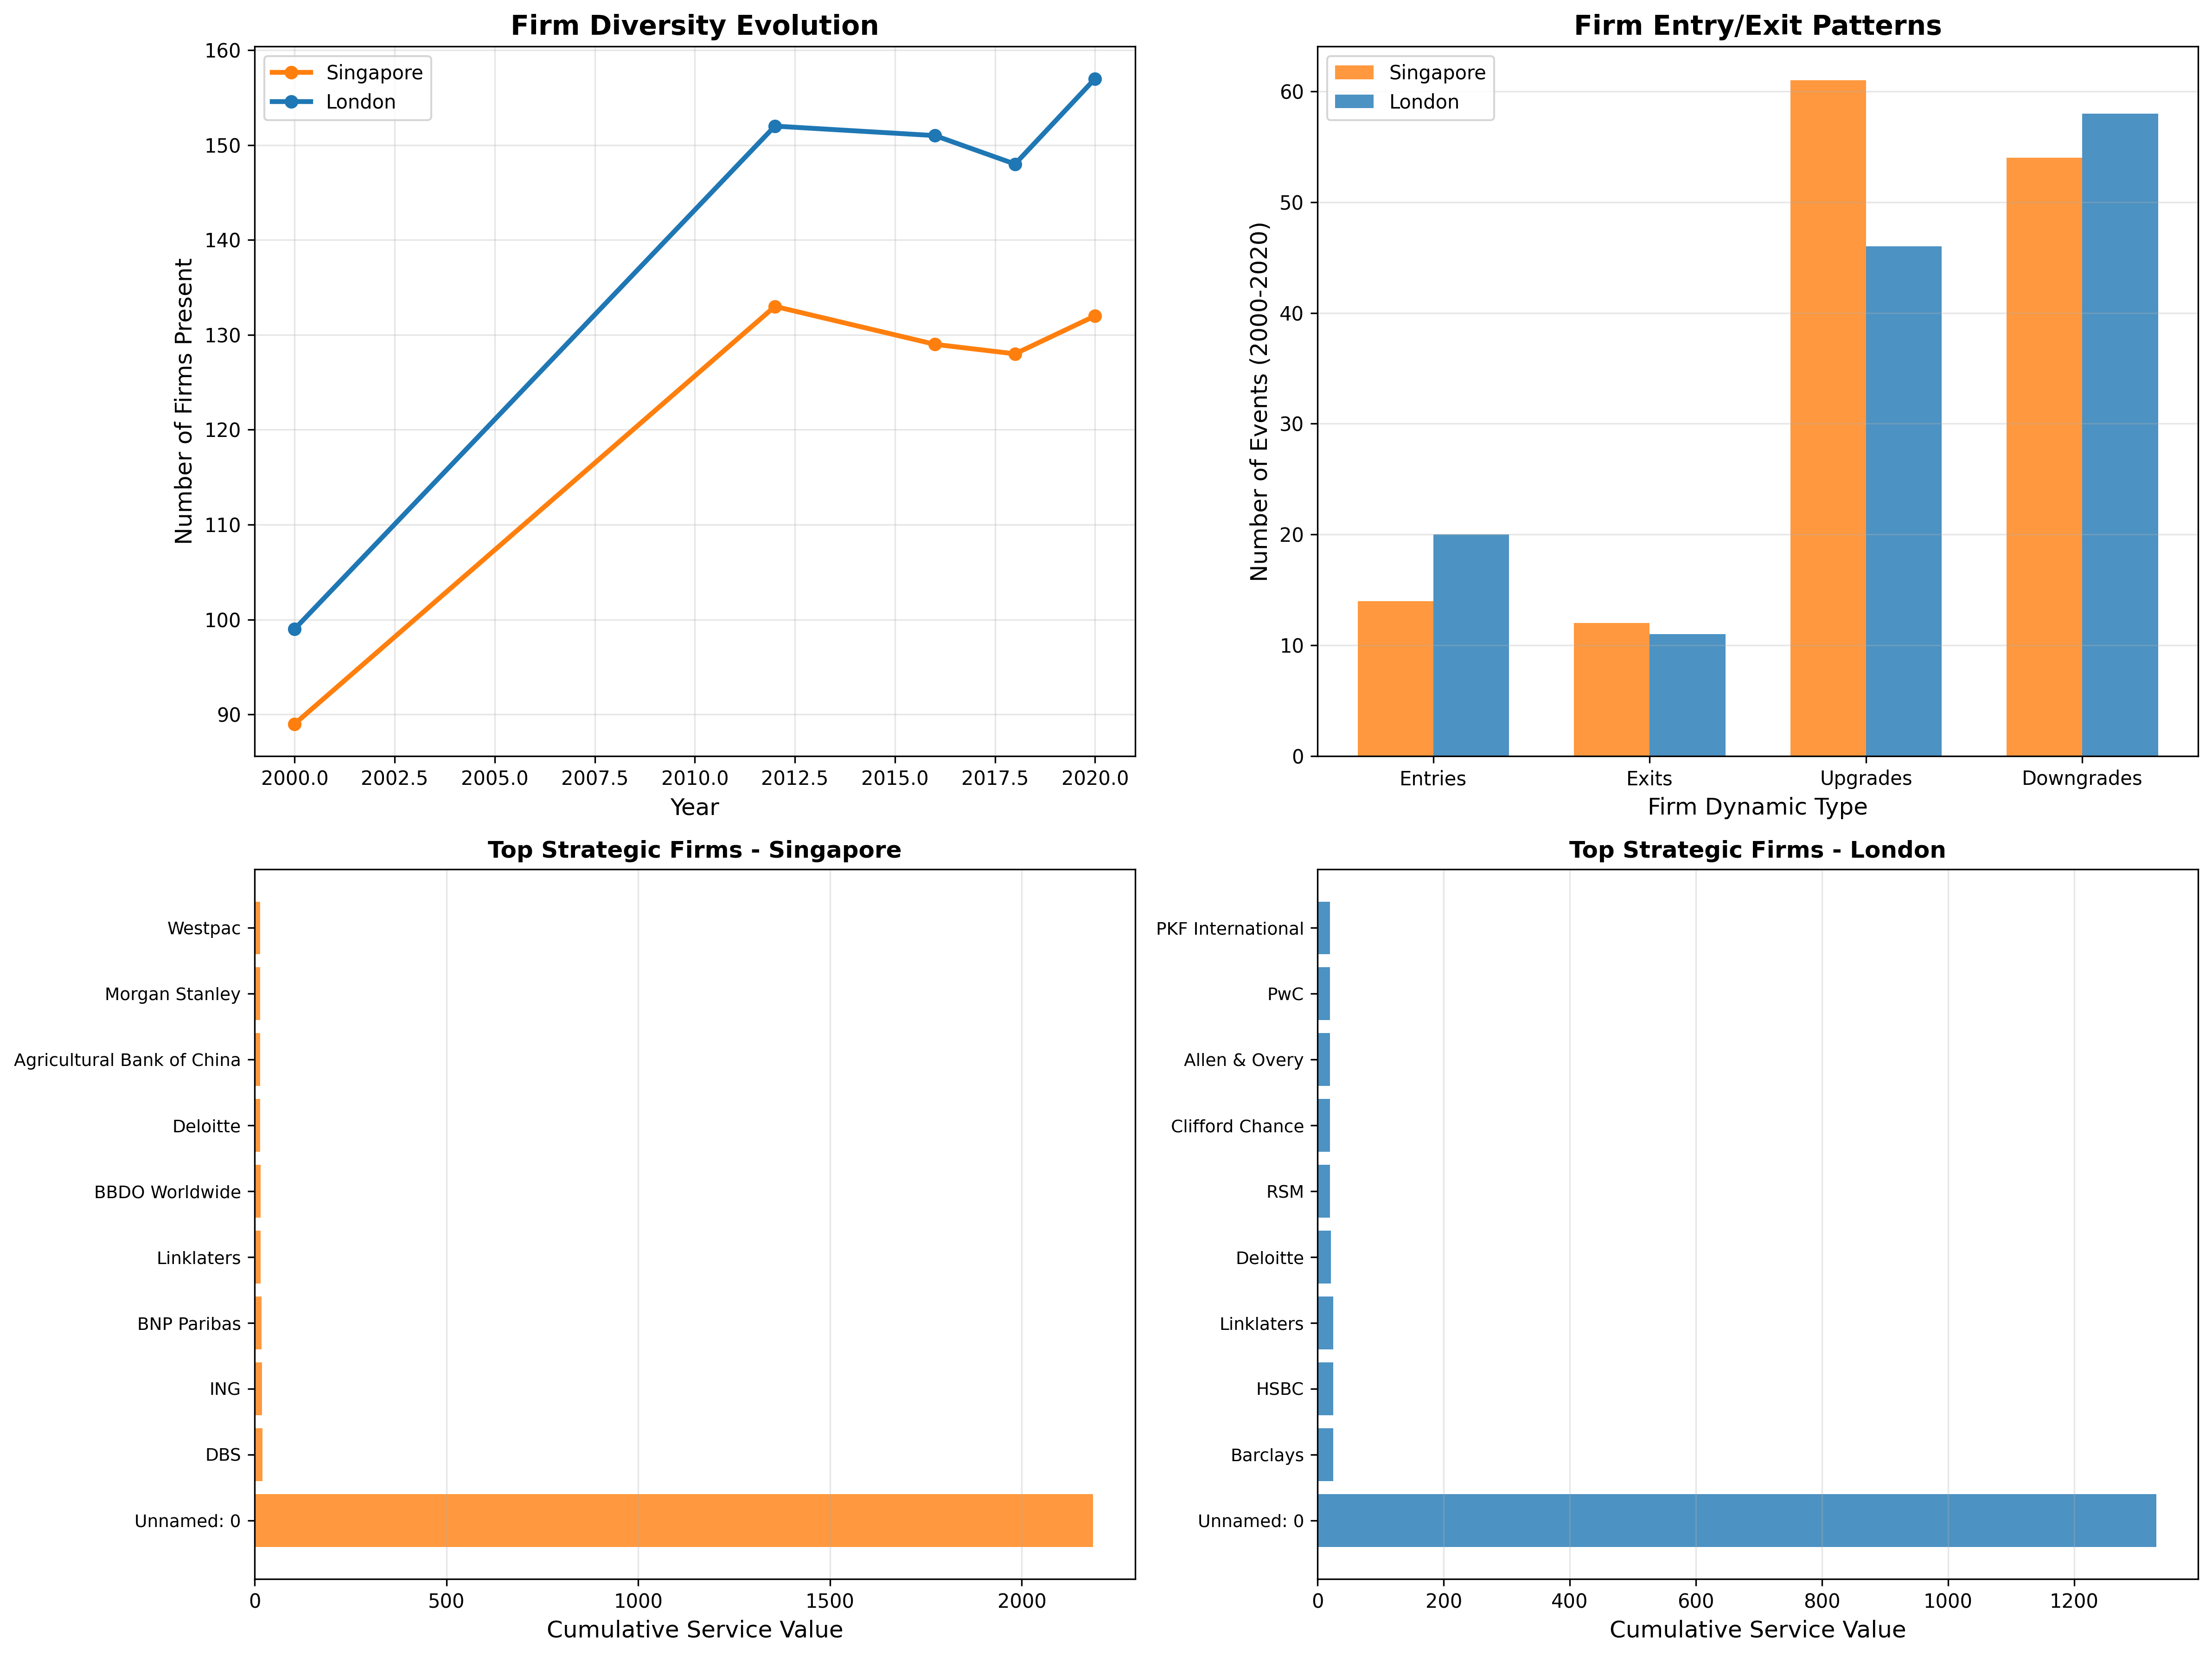 Firm Diversity Evolution
Singapore
London
Number of Firms Present
160
150
140
130
120
110
100
90
2000.0 2002.5 2005.0 2007.5 2010.0 2012.5 2015.0 2017.5 2020.0
Year
Firm Entry/Exit Patterns
Singapore
London
Number of Events (2000-2020)
60
50
40
30
20
10
0
Entries Exits Upgrades Downgrades
Firm Dynamic Type
Top Strategic Firms - Singapore
Westpac
Morgan Stanley
Agricultural Bank of China
Deloitte
BBDO Worldwide
Linklaters
BNP Paribas
ING
DBS
Unnamed: 0
0 500 1000 1500 2000
Cumulative Service Value
Top Strategic Firms - London
PKF International
PwC
Allen & Overy
Clifford Chance
RSM
Deloitte
Linklaters
HSBC
Barclays
Unnamed: 0
0 200 400 600 800 1000 1200
Cumulative Service Value